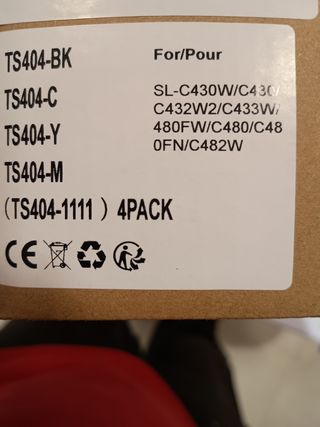 TS404-BK
TS404-C
TS404-Y
TS404-M
(TS404-1111 ) 4PACK
For/Pour
SL-C430W/C430/
C432W2/C433W/
480FW/C480/C48
0FN/C482W
CE